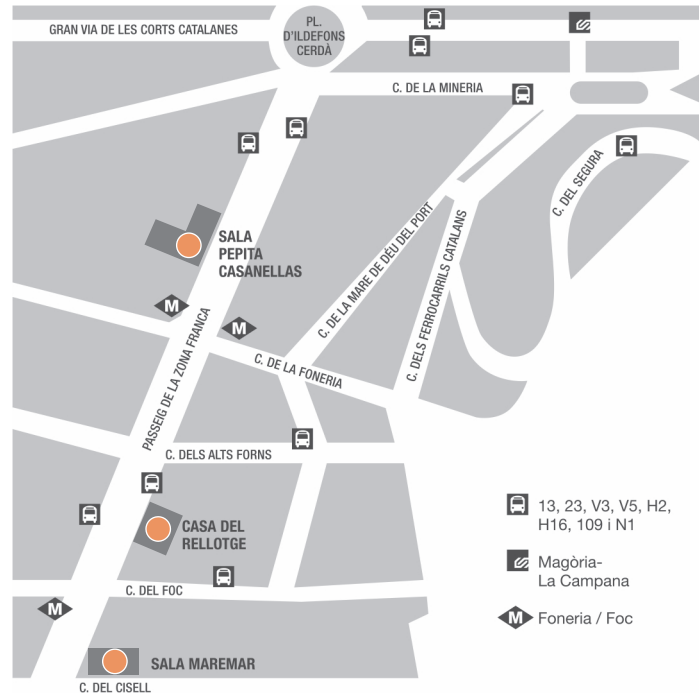 GRAN VIA DE LES CORTS CATALANES
PL.
D'ILDEFONS
CERDÀ
C. DE LA MINERIA
C. DEL SEGURA
SALA
PEPITA
CASANELLAS
C. DE LA MARE DE DÉU DEL PORT
C. DELS FERROCARRILS CATALANS
M
M
PASSEIG DE LA ZONA FRANCA
C. DE LA FONERIA
C. DELS ALTS FORNS
CASA DEL
RELLOTGE
C. DEL FOC
M
SALA MAREMAR
C. DEL CISELL
13, 23, V3, V5, H2,
H16, 109 i N1
Magòria-
La Campana
M Foneria / Foc